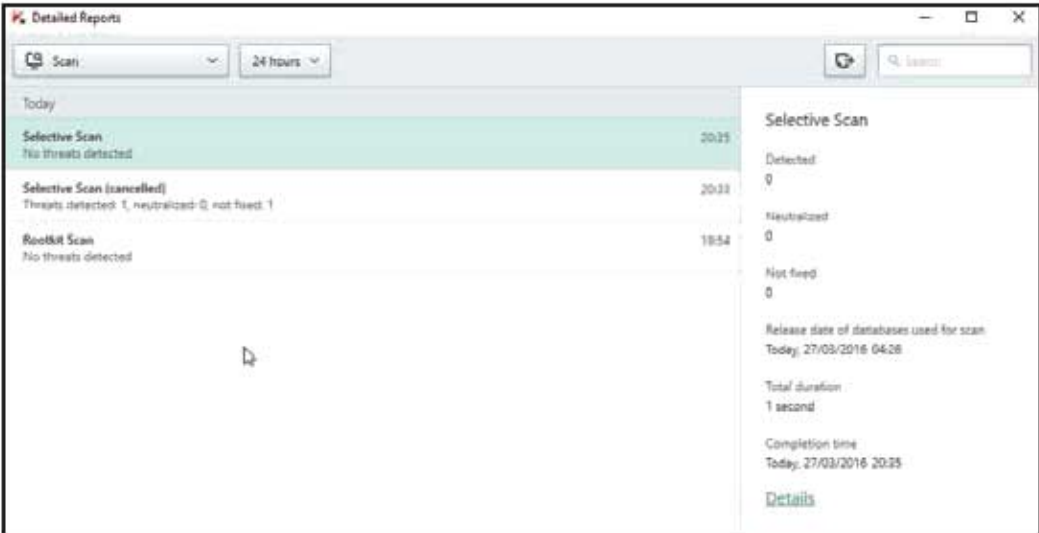 Detailed Reports
Scan
24 hours
Search
Today
Selective Scan
20:35
No threats detected
Selective Scan (cancelled)
20:33
Threats detected: 1, neutralized: 0, not fixed: 1
Rootkit Scan
No threats detected
Selective Scan
Detected
0
Neutralized
0
Not fixed
0
Release date of databases used for scan
Today, 27/03/2016 04:28
Total duration
1 second
Completion time
Today, 27/03/2016 20:35
Details